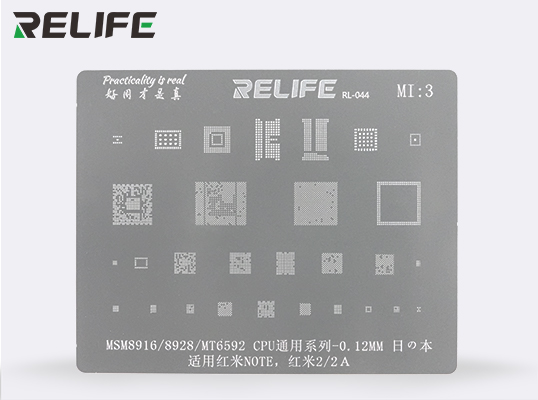 RELIFE
Practicality is real
好用才是真
RELIFE RL-044 MI:3
MSM8916/8928/MT6592 CPU通用系列-0.12MM 日の本
适用红米NOTE，红米2/2A